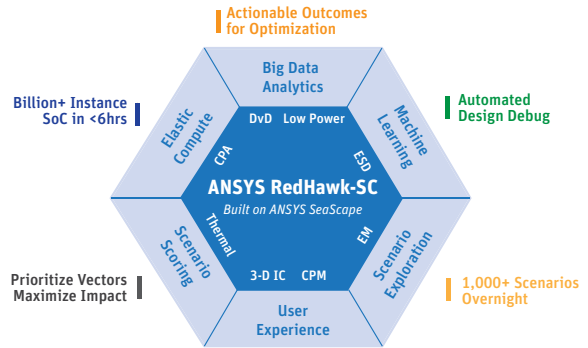 Actionable Outcomes
for Optimization
Big Data
Analytics
Billion+ Instance
SoC in <6hrs
Elastic
Compute
Machine
Learning
Automated
Design Debug
DvD Low Power
CPA
ESD
ANSYS RedHawk-SC
Built on ANSYS SeaScape
Thermal
EM
3-D IC CPM
Scenario
Scoring
Scenario
Exploration
Prioritize Vectors
Maximize Impact
1,000+ Scenarios
Overnight
User
Experience